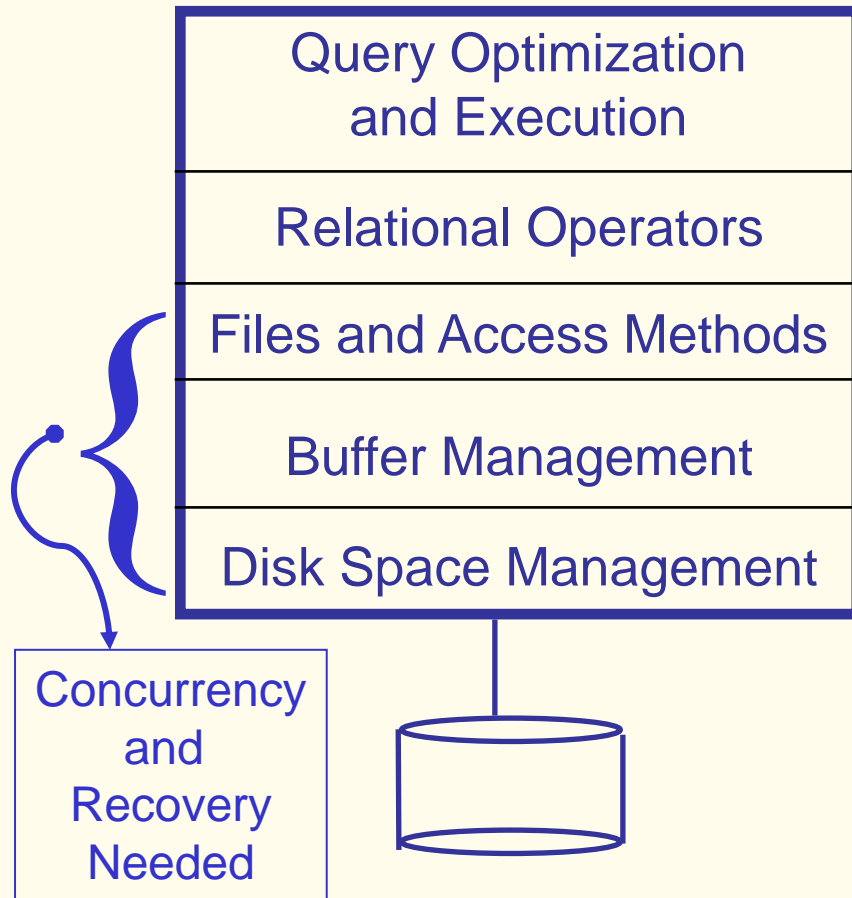 Query Optimization
and Execution
Relational Operators
Files and Access Methods
Buffer Management
Disk Space Management
Concurrency
and
Recovery
Needed